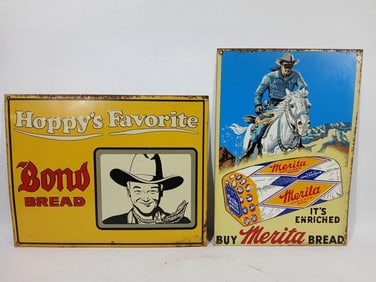 Hoppy's Favorite
Bond
BREAD
Merita
Merita
IT'S
ENRICHED
BUY Merita BREAD